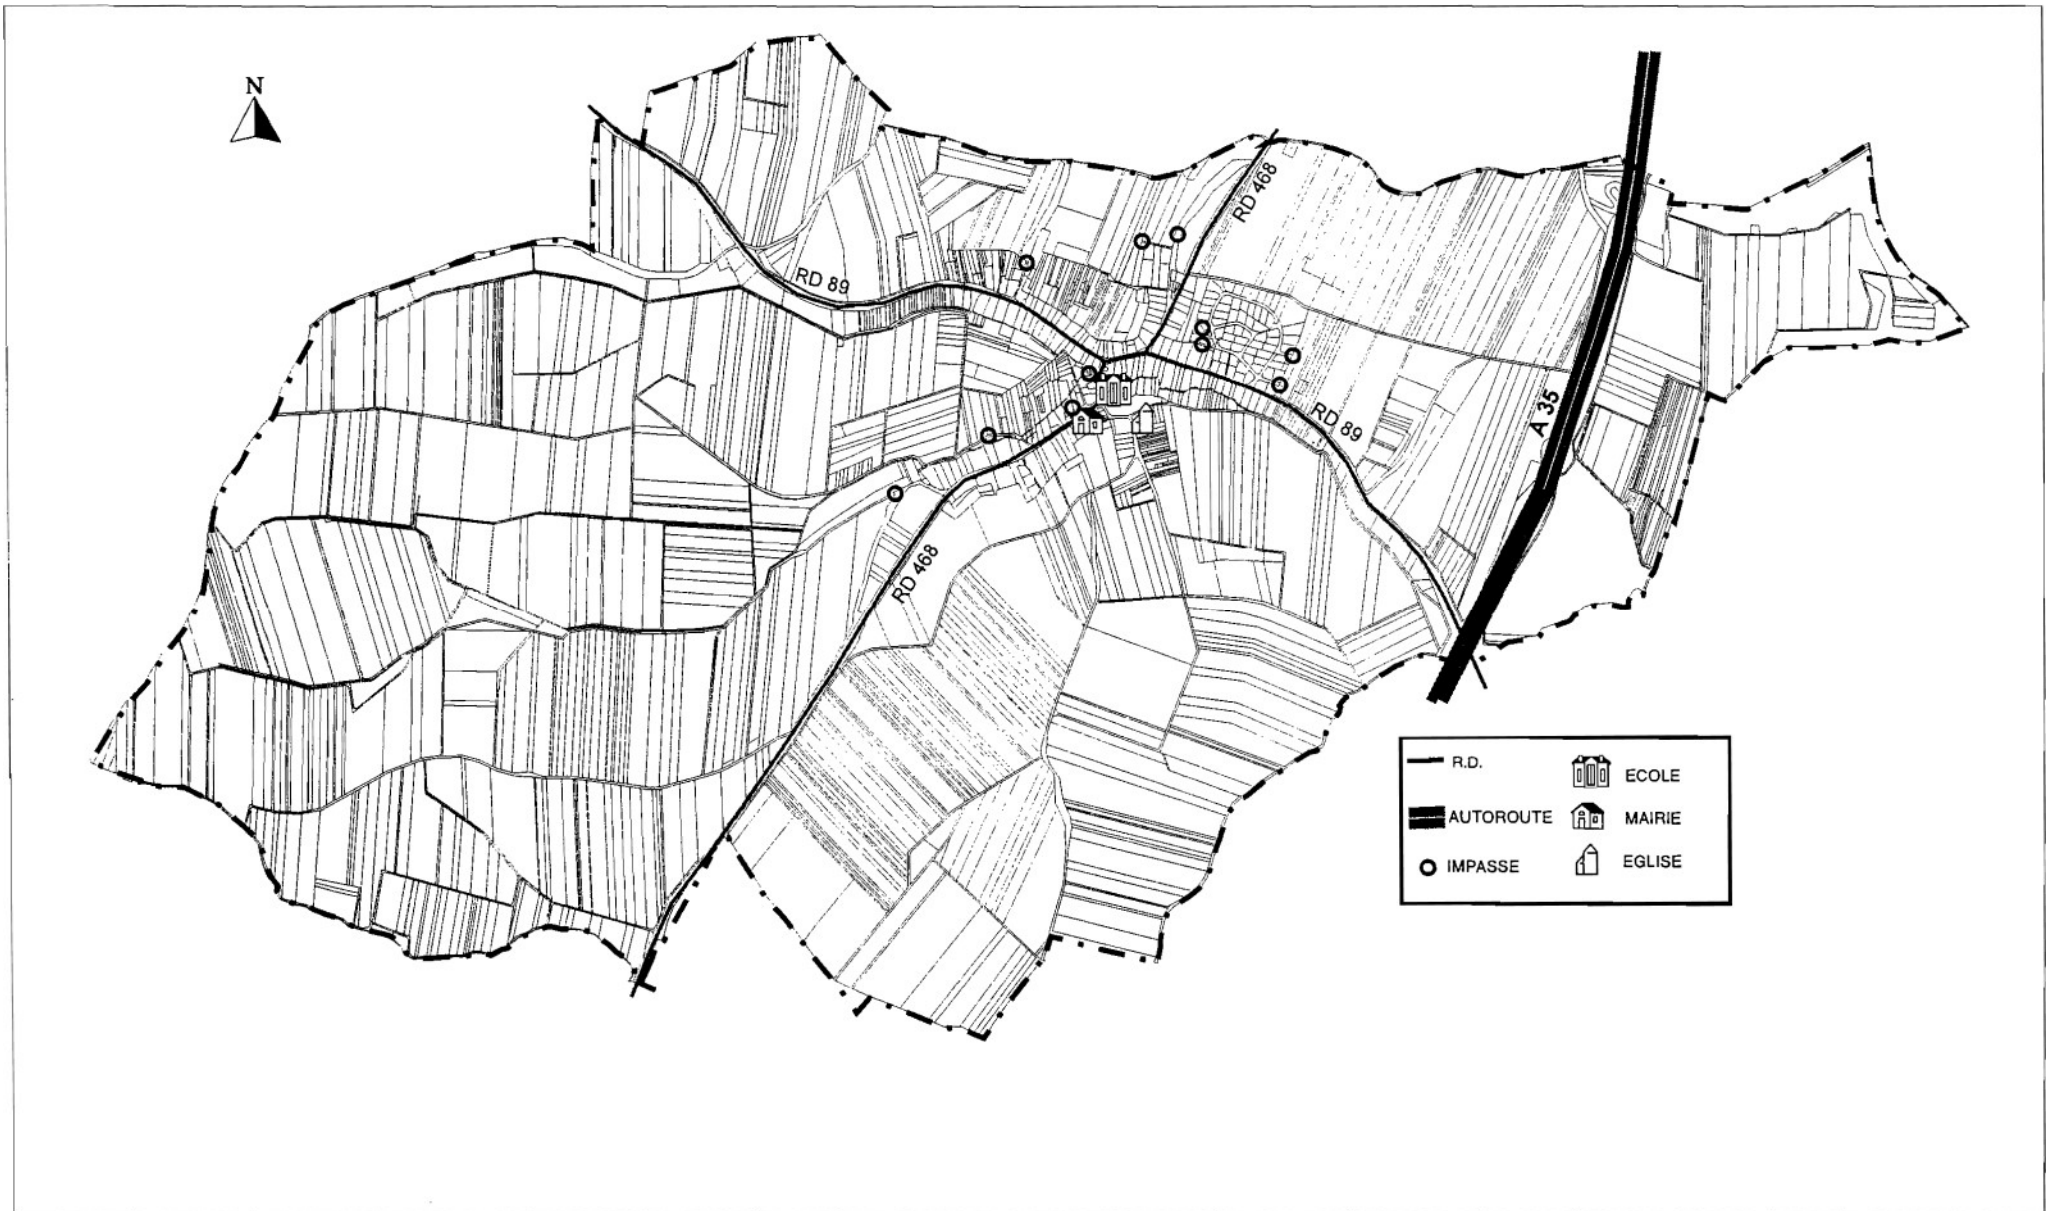 N
RD 468
RD 89
RD 89
A 35
RD 468
R.D.
ECOLE
AUTOROUTE
MAIRIE
IMPASSE
EGLISE